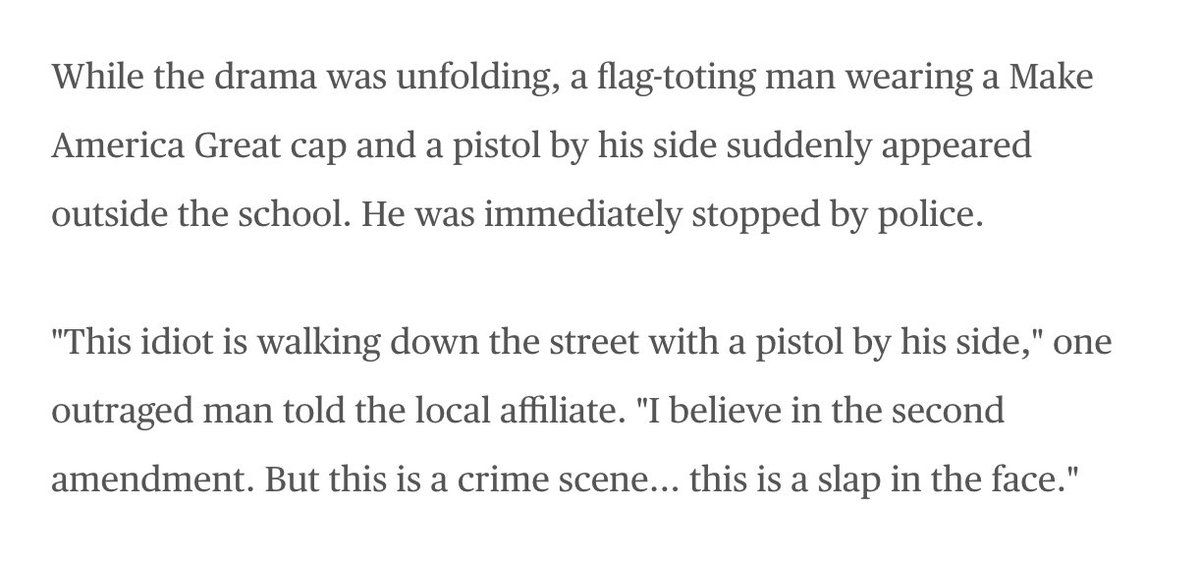 While the drama was unfolding, a flag-toting man wearing a Make
America Great cap and a pistol by his side suddenly appeared
outside the school. He was immediately stopped by police.
"This idiot is walking down the street with a pistol by his side," one
outraged man told the local affiliate. "I believe in the second
amendment. But this is a crime scene... this is a slap in the face."